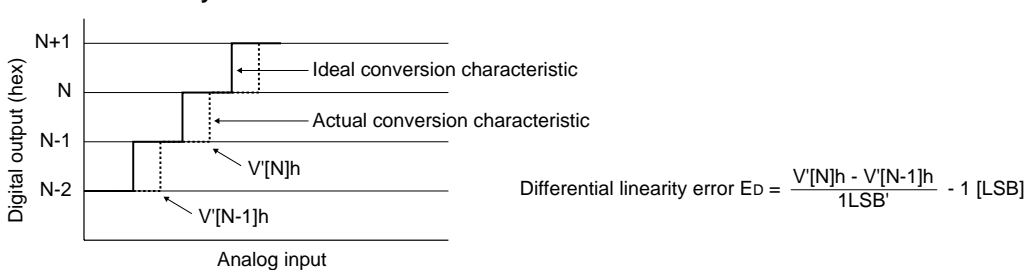 N+1
Ideal conversion characteristic
N
Actual conversion characteristic
N-1
V'[N]h
N-2
V'[N-1]h
Digital output (hex)
Analog input
Differential linearity error ED = V'[N]h - V'[N-1]h / 1LSB' - 1 [LSB]